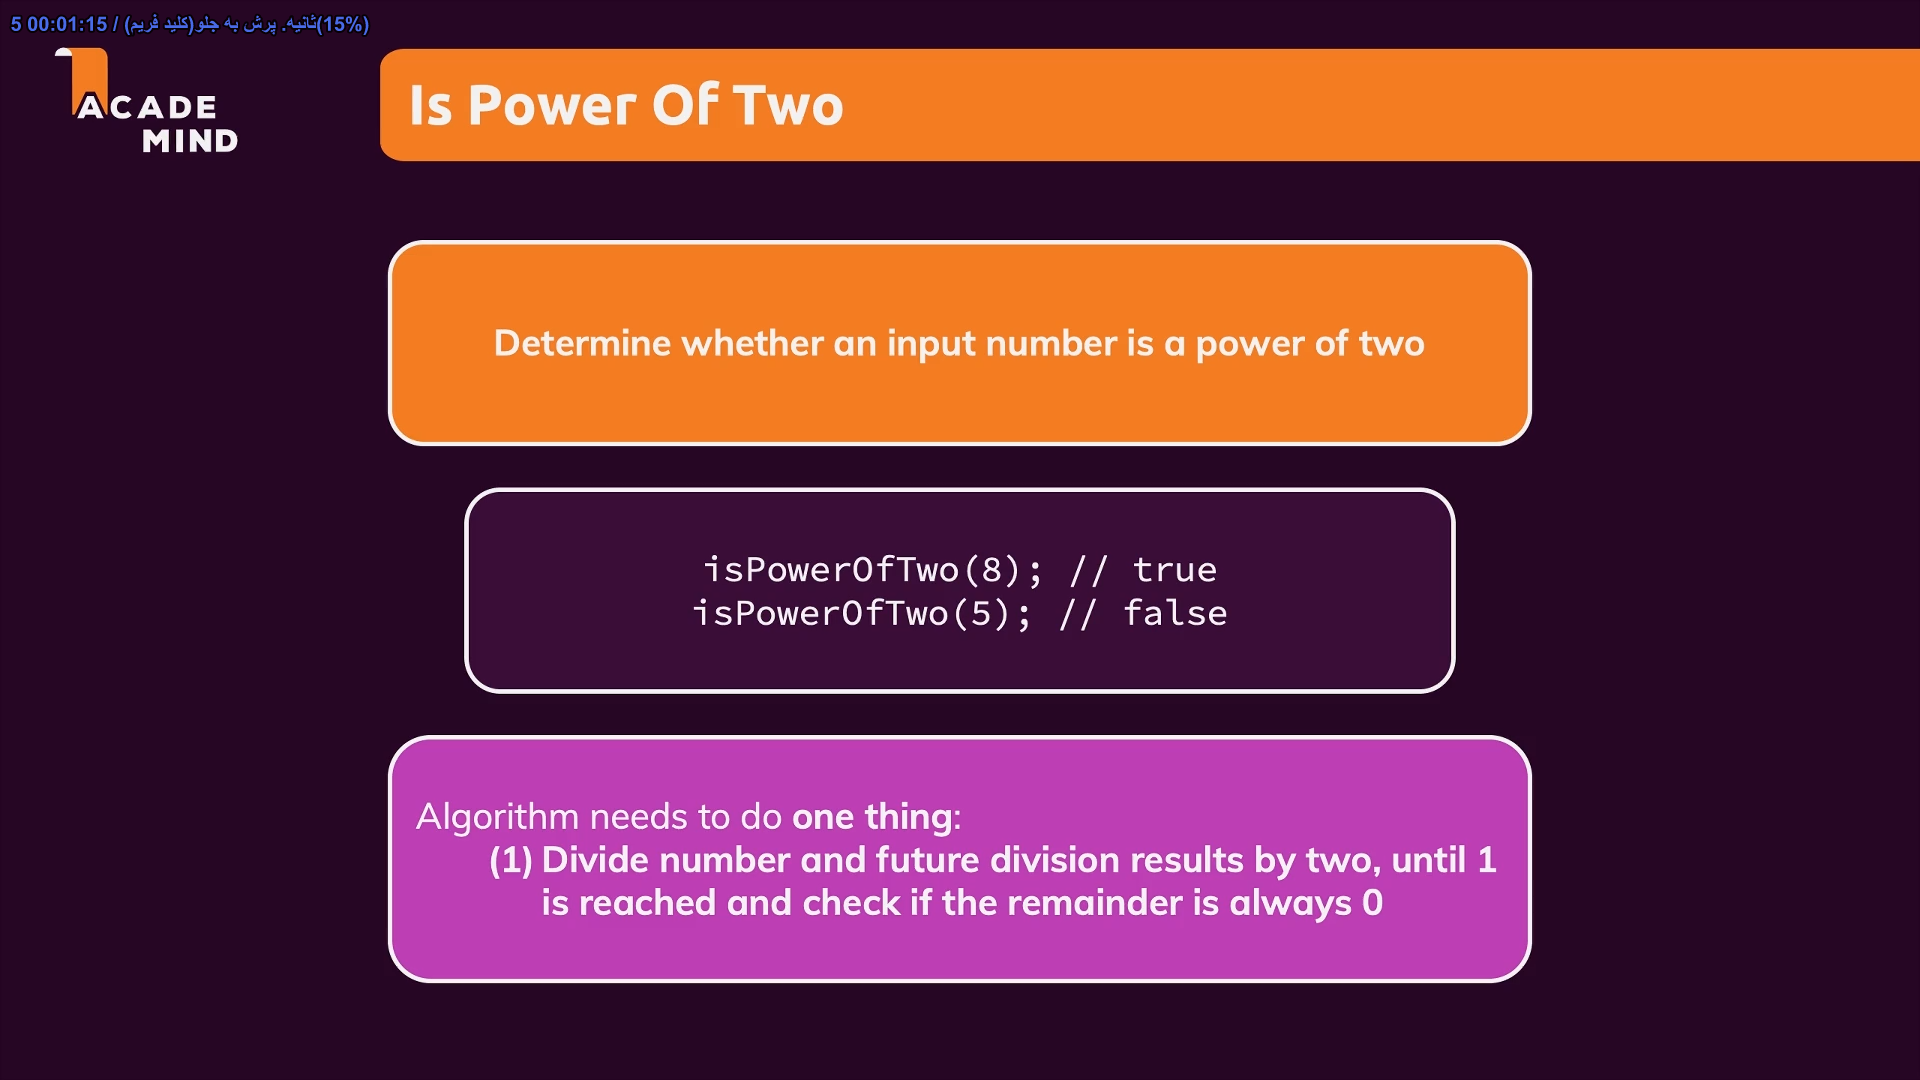 5 00:01:15 / (کلید فریم)ثانیه. پرش به جلو(15%)
ACADE
MIND
Is Power Of Two
Determine whether an input number is a power of two
isPowerOfTwo(8); // true
isPowerOfTwo(5); // false
Algorithm needs to do one thing:
(1) Divide number and future division results by two, until 1
is reached and check if the remainder is always 0